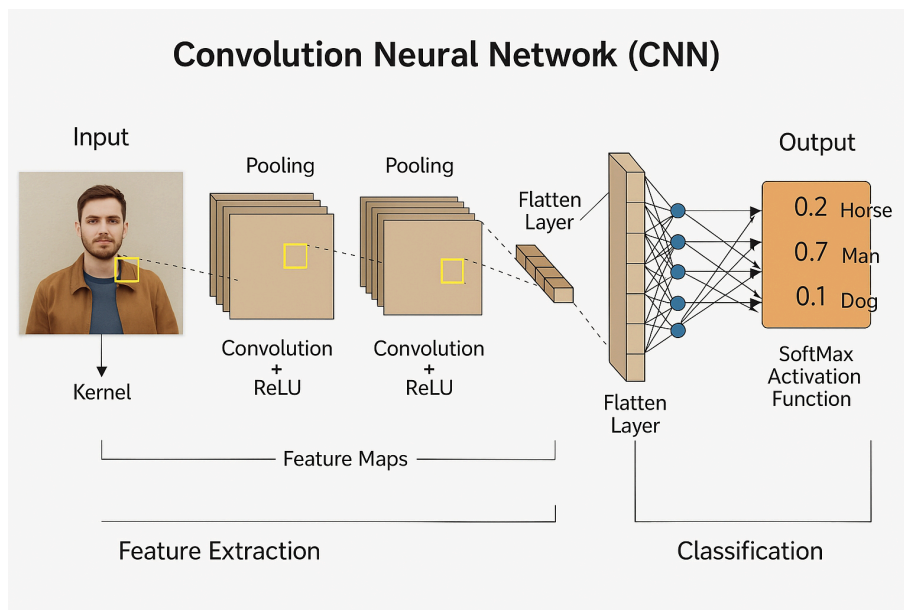 Convolution Neural Network (CNN)
Input
Output
Pooling
Pooling
Flatten
Layer
0.2 Horse
0.7 Man
0.1 Dog
Convolution
+
ReLU
Convolution
+
ReLU
Kernel
SoftMax
Activation
Function
Flatten
Layer
Feature Maps
Feature Extraction
Classification